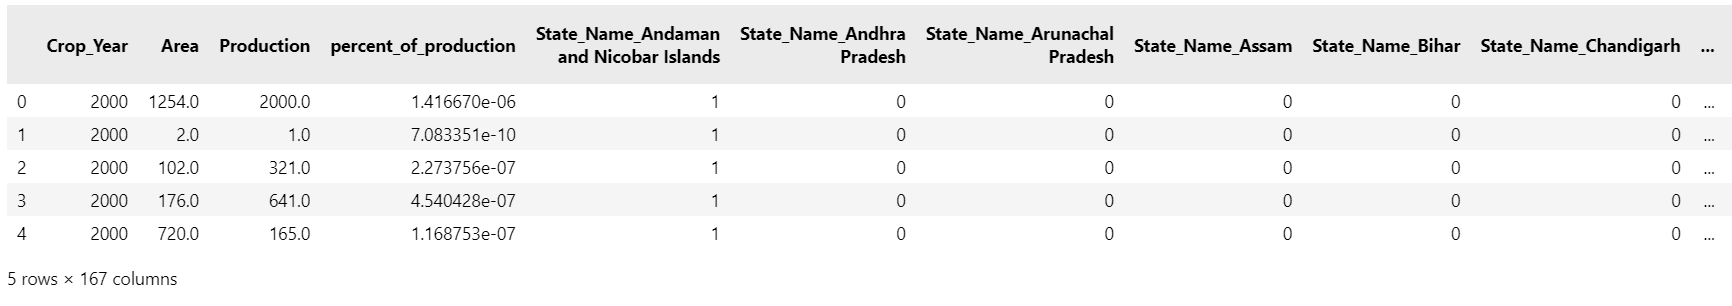 Crop_Year Area Production percent_of_production State_Name_Andaman and Nicobar Islands State_Name_Andhra Pradesh State_Name_Arunachal Pradesh State_Name_Assam State_Name_Bihar State_Name_Chandigarh ...
0 2000 1254.0 2000.0 1.416670e-06 1 0 0 0 0 0 ...
1 2000 2.0 1.0 7.083351e-10 1 0 0 0 0 0 ...
2 2000 102.0 321.0 2.273756e-07 1 0 0 0 0 0 ...
3 2000 176.0 641.0 4.540428e-07 1 0 0 0 0 0 ...
4 2000 720.0 165.0 1.168753e-07 1 0 0 0 0 0 ...
5 rows × 167 columns